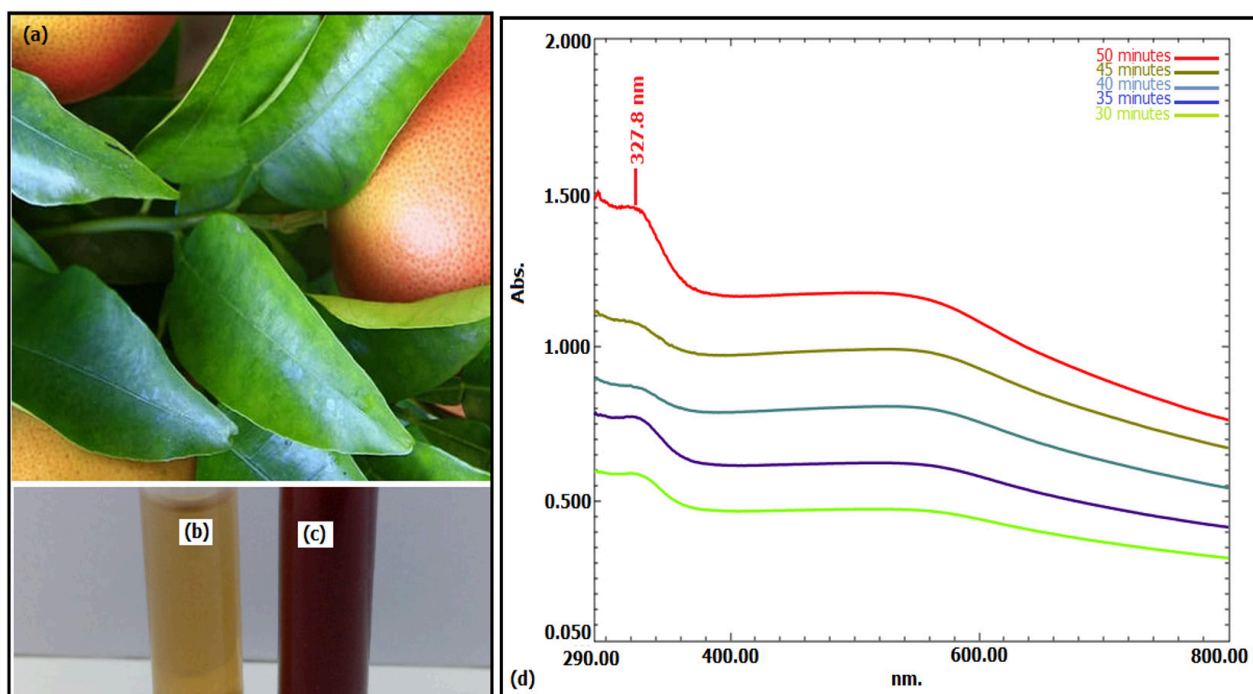 (a)
(b)
(c)
2.000
1.500
1.000
0.500
0.050
Abs.
327.8 nm
50 minutes
45 minutes
40 minutes
35 minutes
30 minutes
290.00
400.00
600.00
800.00
(d)
nm.